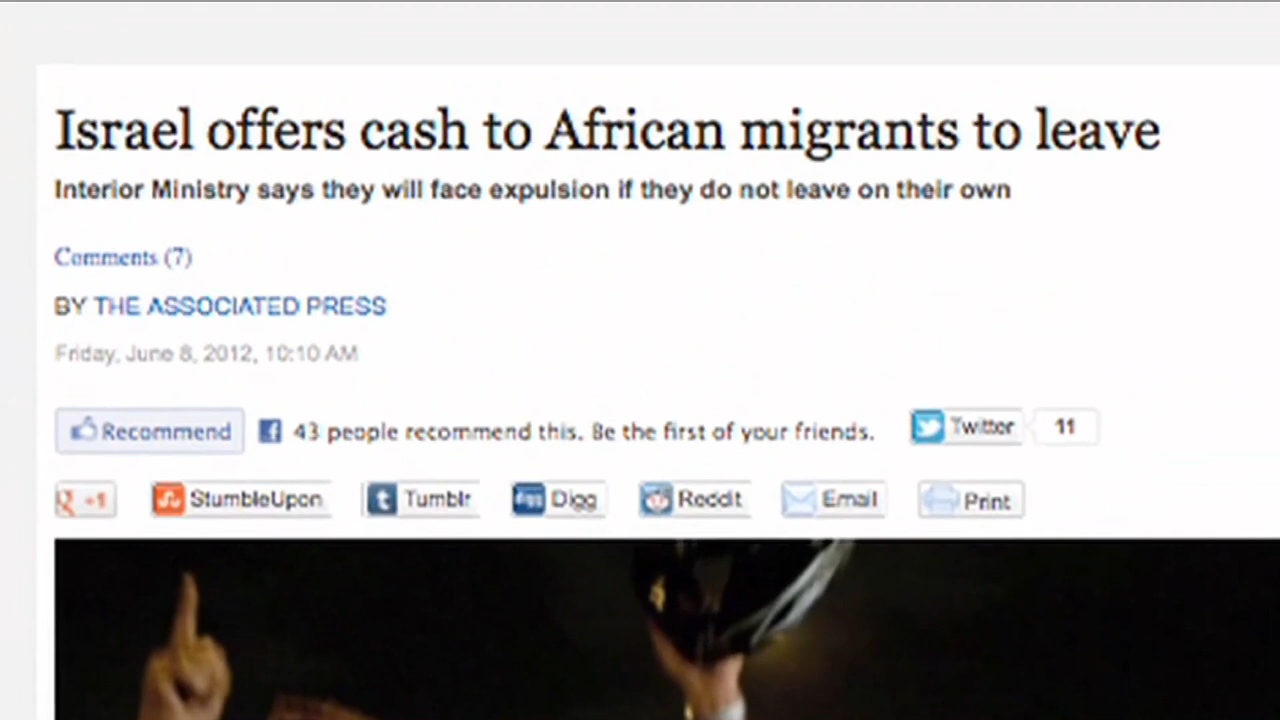 Israel offers cash to African migrants to leave
Interior Ministry says they will face expulsion if they do not leave on their own
Comments (7)
BY THE ASSOCIATED PRESS
Friday, June 8, 2012, 10:10 AM
Recommend 43 people recommend this. Be the first of your friends. Twitter 11
+1 StumbleUpon Tumblr Digg Reddit Email Print